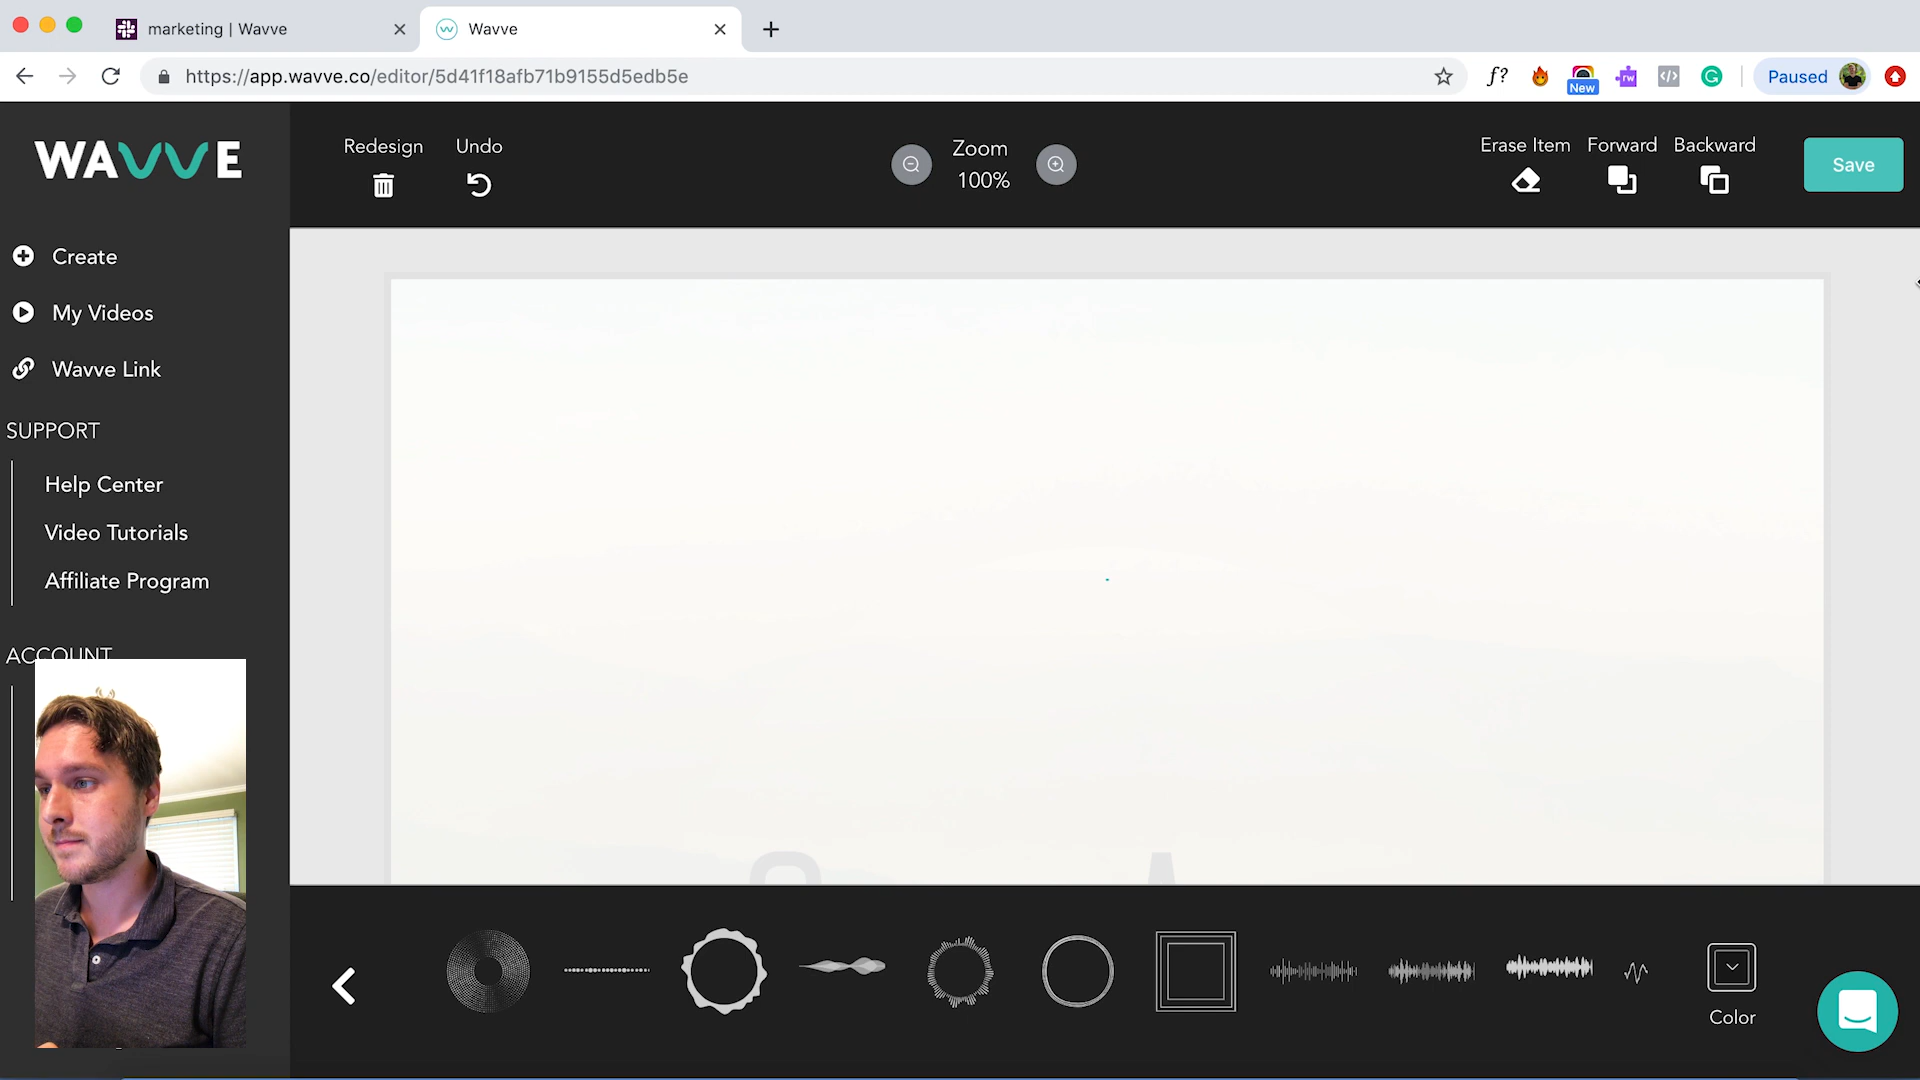 marketing | Wavve
Wavve
https://app.wavve.co/editor/5d41f18afb71b9155d5edb5e
f?
New
rw
</>
G
Paused
WAVVE
Redesign
Undo
Zoom
100%
Erase Item
Forward
Backward
Save
Create
My Videos
Wavve Link
SUPPORT
Help Center
Video Tutorials
Affiliate Program
ACCOUNT
Color